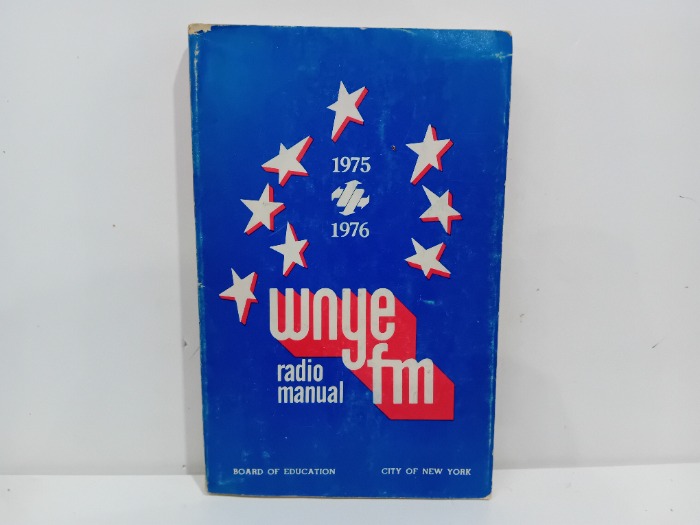 1975
1976
wnye
fm
radio
manual
BOARD OF EDUCATION CITY OF NEW YORK